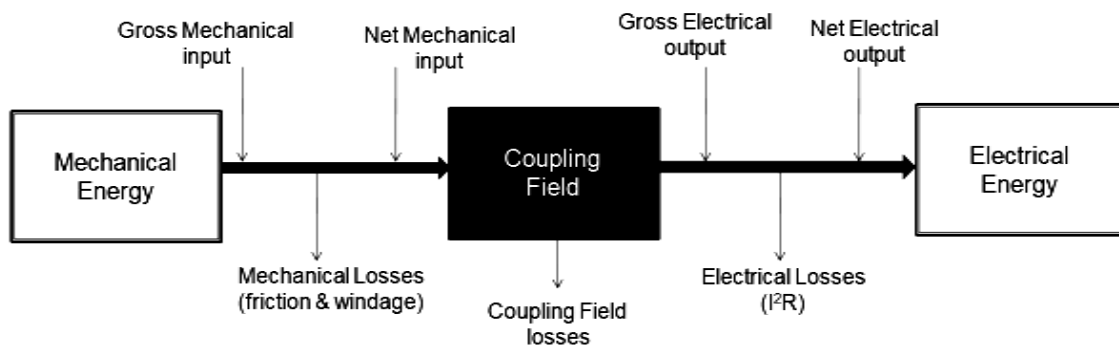 Gross Mechanical
input
Net Mechanical
input
Gross Electrical
output
Net Electrical
output
Mechanical
Energy
Coupling
Field
Electrical
Energy
Mechanical Losses
(friction & windage)
Coupling Field
losses
Electrical Losses
(I²R)